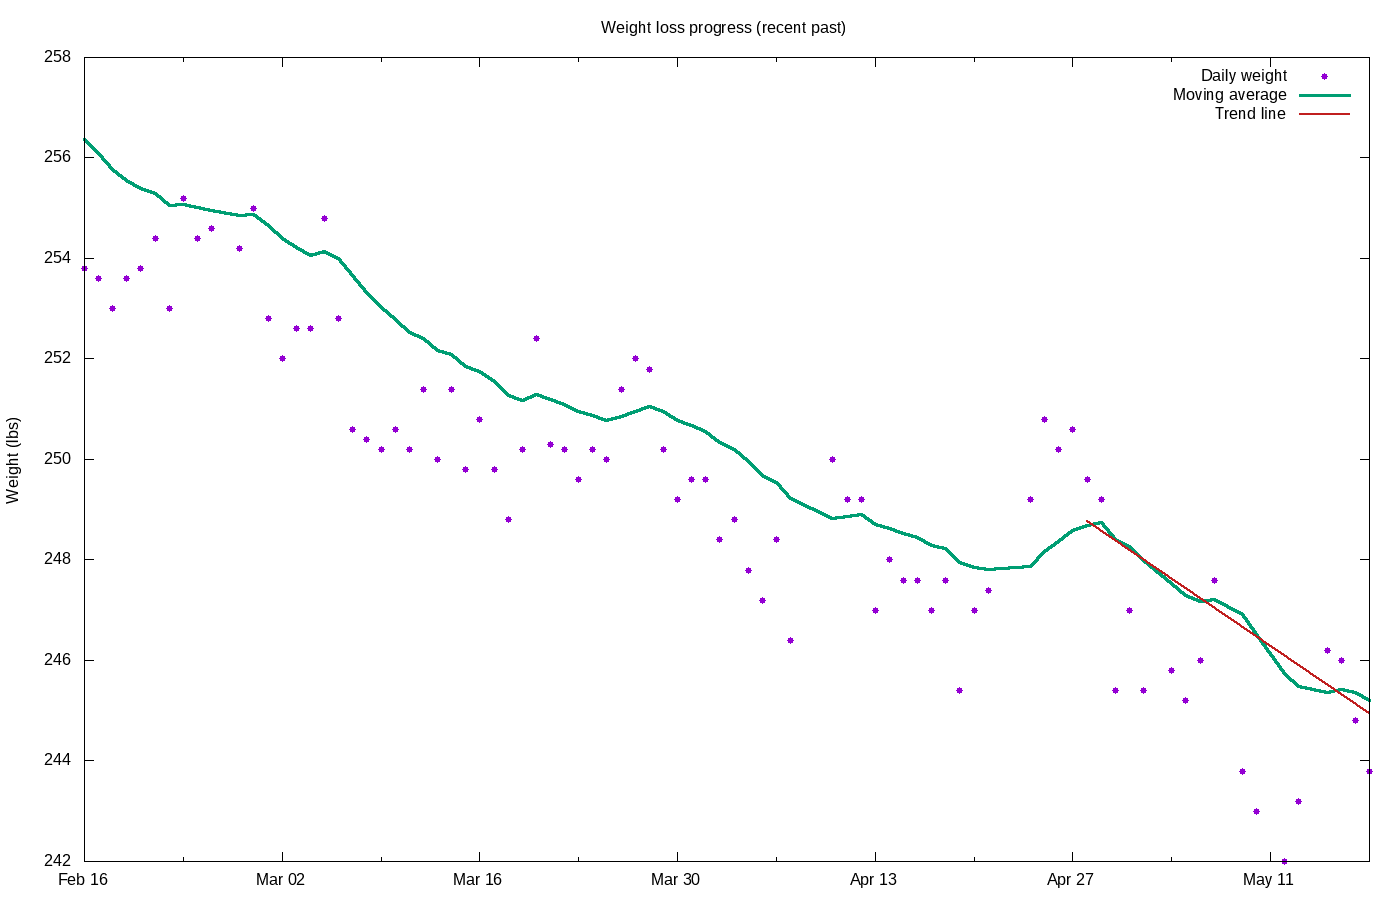 Weight loss progress (recent past)
258
256
254
252
250
248
246
244
242
Weight (lbs)
Daily weight
Moving average
Trend line
Feb 16 Mar 02 Mar 16 Mar 30 Apr 13 Apr 27 May 11